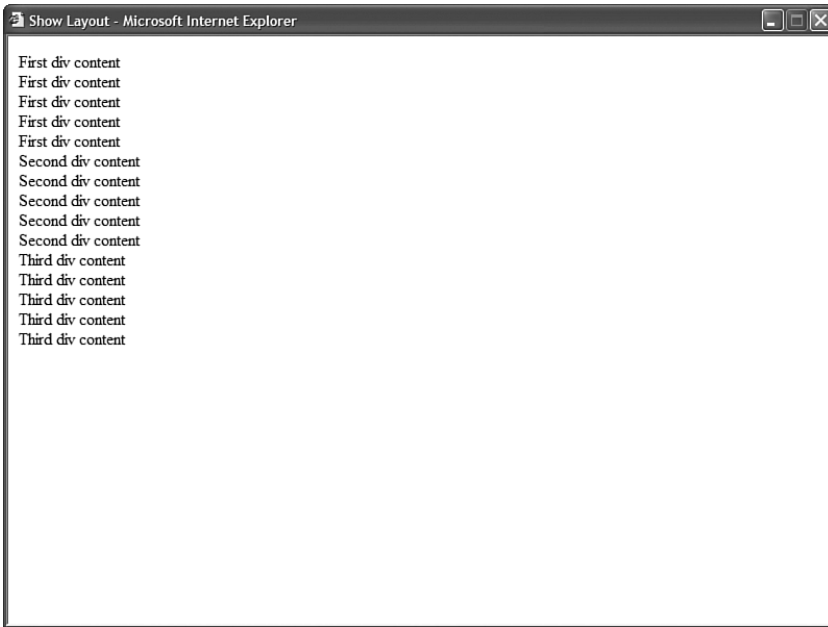 Show Layout - Microsoft Internet Explorer
First div content
First div content
First div content
First div content
First div content
Second div content
Second div content
Second div content
Second div content
Second div content
Third div content
Third div content
Third div content
Third div content
Third div content